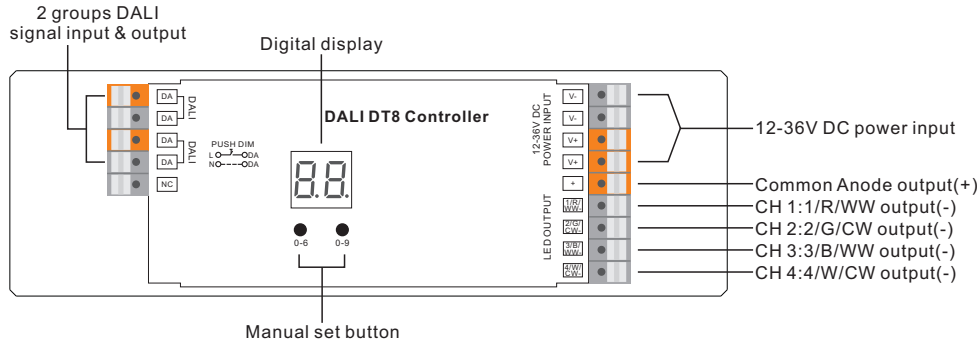 2 groups DALI
signal input & output
Digital display
DA
DA
DA
DA
NC
DALI
DALI
PUSH DIM
L DA
N DA
DALI DT8 Controller
8.8.
0-6
0-9
Manual set button
12-36V DC
POWER INPUT
LED OUTPUT
V-
V-
V+
V+
+
1/R/
WW-
2/G/
CW-
3/B/
WW-
4/W/
CW-
12-36V DC power input
Common Anode output(+)
CH 1:1/R/WW output(-)
CH 2:2/G/CW output(-)
CH 3:3/B/WW output(-)
CH 4:4/W/CW output(-)